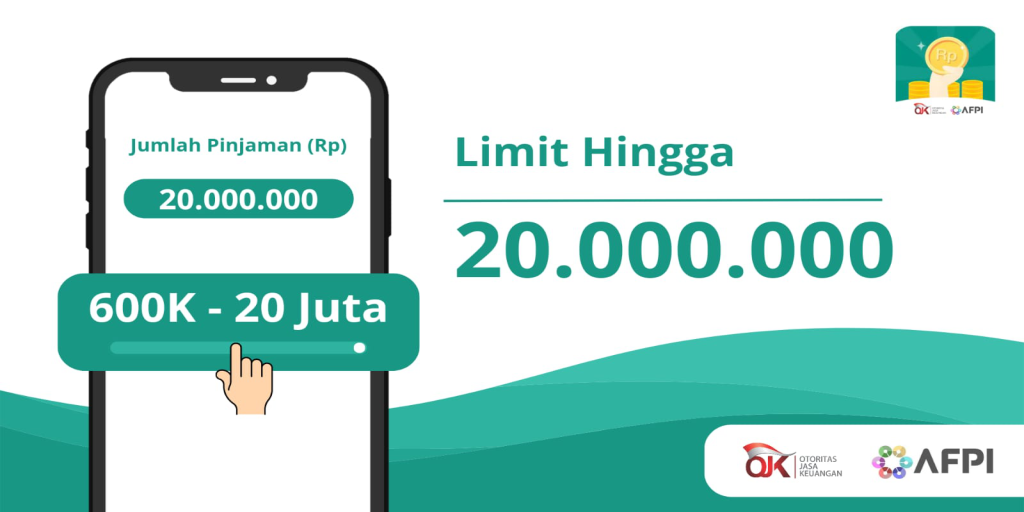 Jumlah Pinjaman (Rp)
20.000.000
600K - 20 Juta
Limit Hingga
20.000.000
Rp
OJK
AFPI
OJK OTORITAS
JASA
KEUANGAN
AFPI